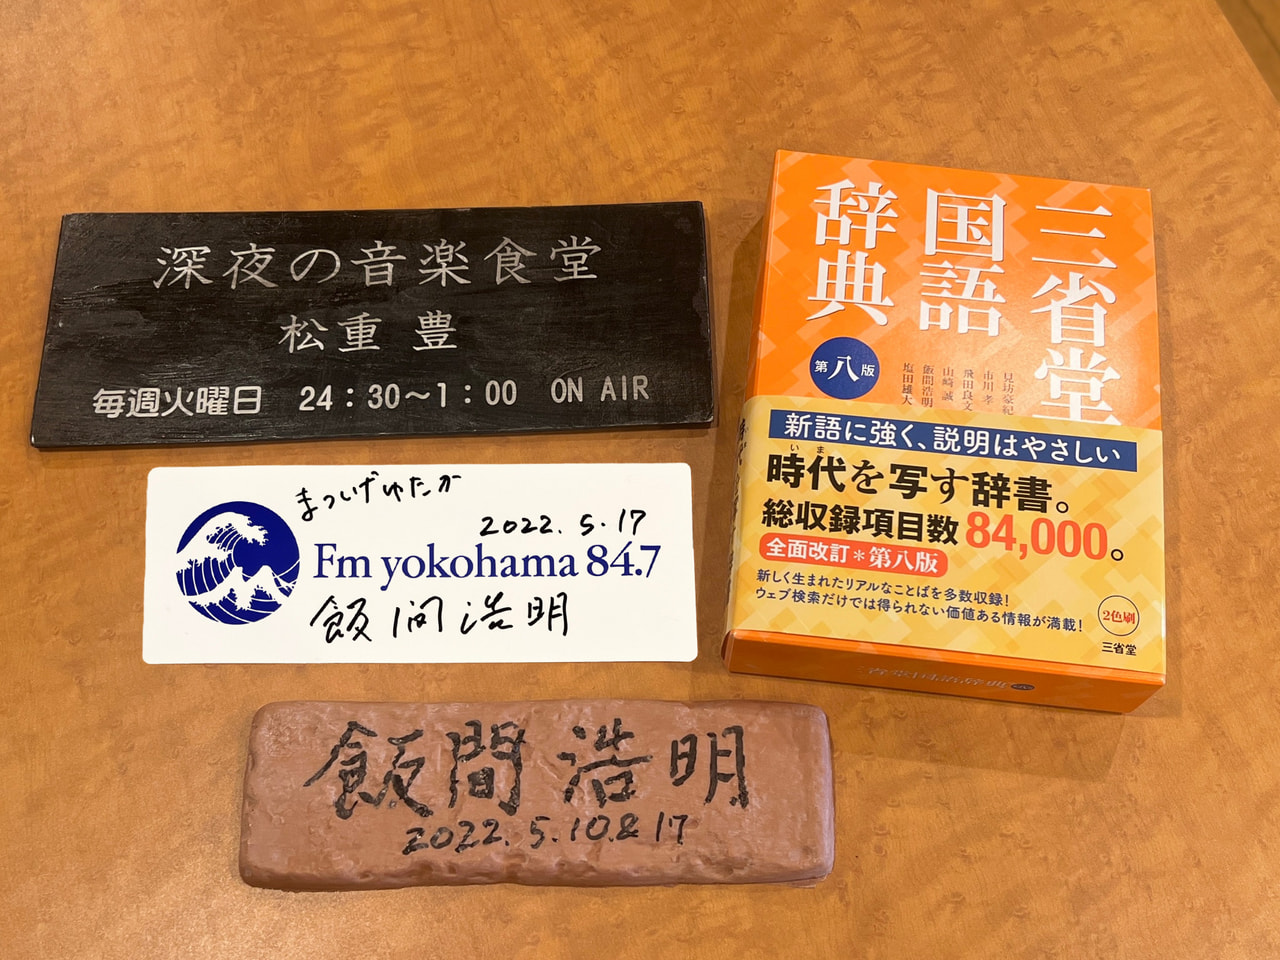 深夜の音楽食堂
松重 豊
毎週火曜日 24:30～1:00 ON AIR
まつしげゆたか
2022.5.17
Fm yokohama 84.7
飯間浩明
飯間浩明
2022.5.10.&17
三省堂
国語
辞典
第八版
見坊豪紀
市川孝
飛田良文
山崎誠
飯間浩明
塩田雄大
新語に強く、説明はやさしい
いま
時代を写す辞書。
総収録項目数84,000。
全面改訂*第八版
新しく生まれたリアルなことばを多数収録!
ウェブ検索だけでは得られない価値ある情報が満載!
2色刷
三省堂